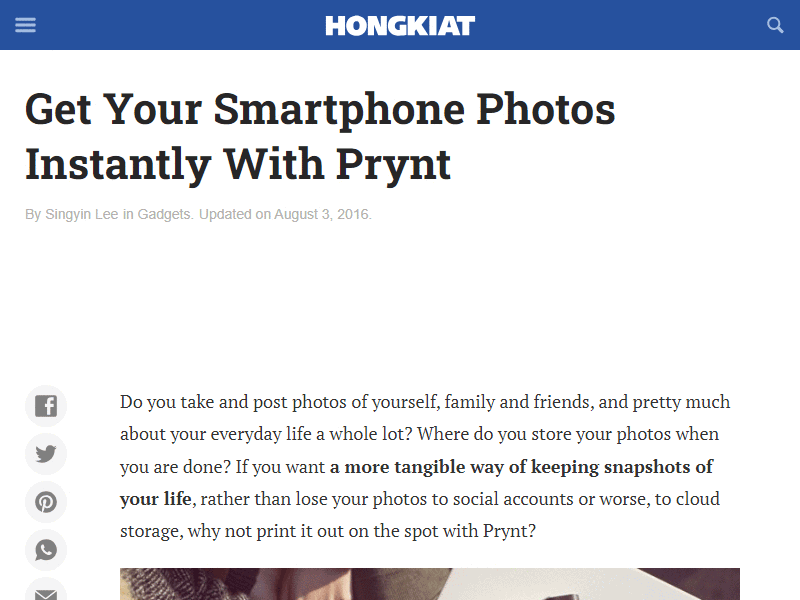 HONGKIAT
Get Your Smartphone Photos
Instantly With Prynt
By Singyin Lee in Gadgets. Updated on August 3, 2016.
Do you take and post photos of yourself, family and friends, and pretty much
about your everyday life a whole lot? Where do you store your photos when
you are done? If you want a more tangible way of keeping snapshots of
your life, rather than lose your photos to social accounts or worse, to cloud
storage, why not print it out on the spot with Prynt?